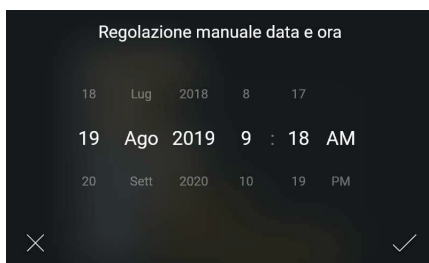 Regolazione manuale data e ora
18 Lug 2018 8 17
19 Ago 2019 9 : 18 AM
20 Sett 2020 10 19 PM